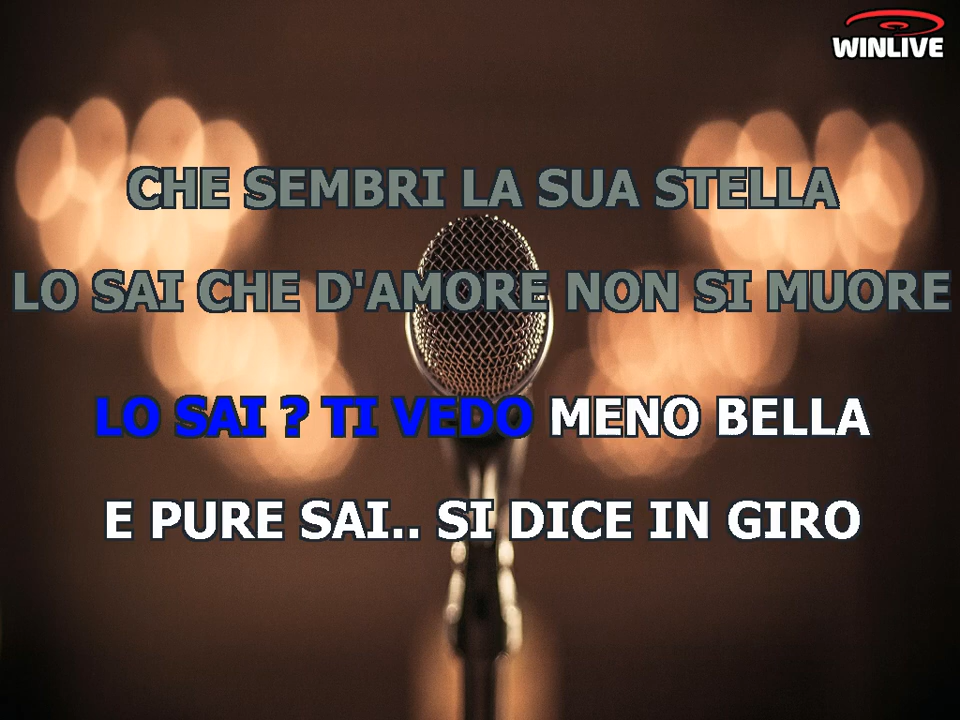 WINLIVE
CHE SEMBRI LA SUA STELLA
LO SAI CHE D'AMORE NON SI MUORE
LO SAI ? TI VEDO MENO BELLA
E PURE SAI.. SI DICE IN GIRO